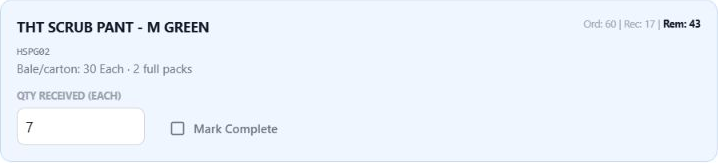 THT SCRUB PANT - M GREEN
Ord: 60 | Rec: 17 | Rem: 43
HSPG02
Bale/carton: 30 Each · 2 full packs
QTY RECEIVED (EACH)
7
Mark Complete